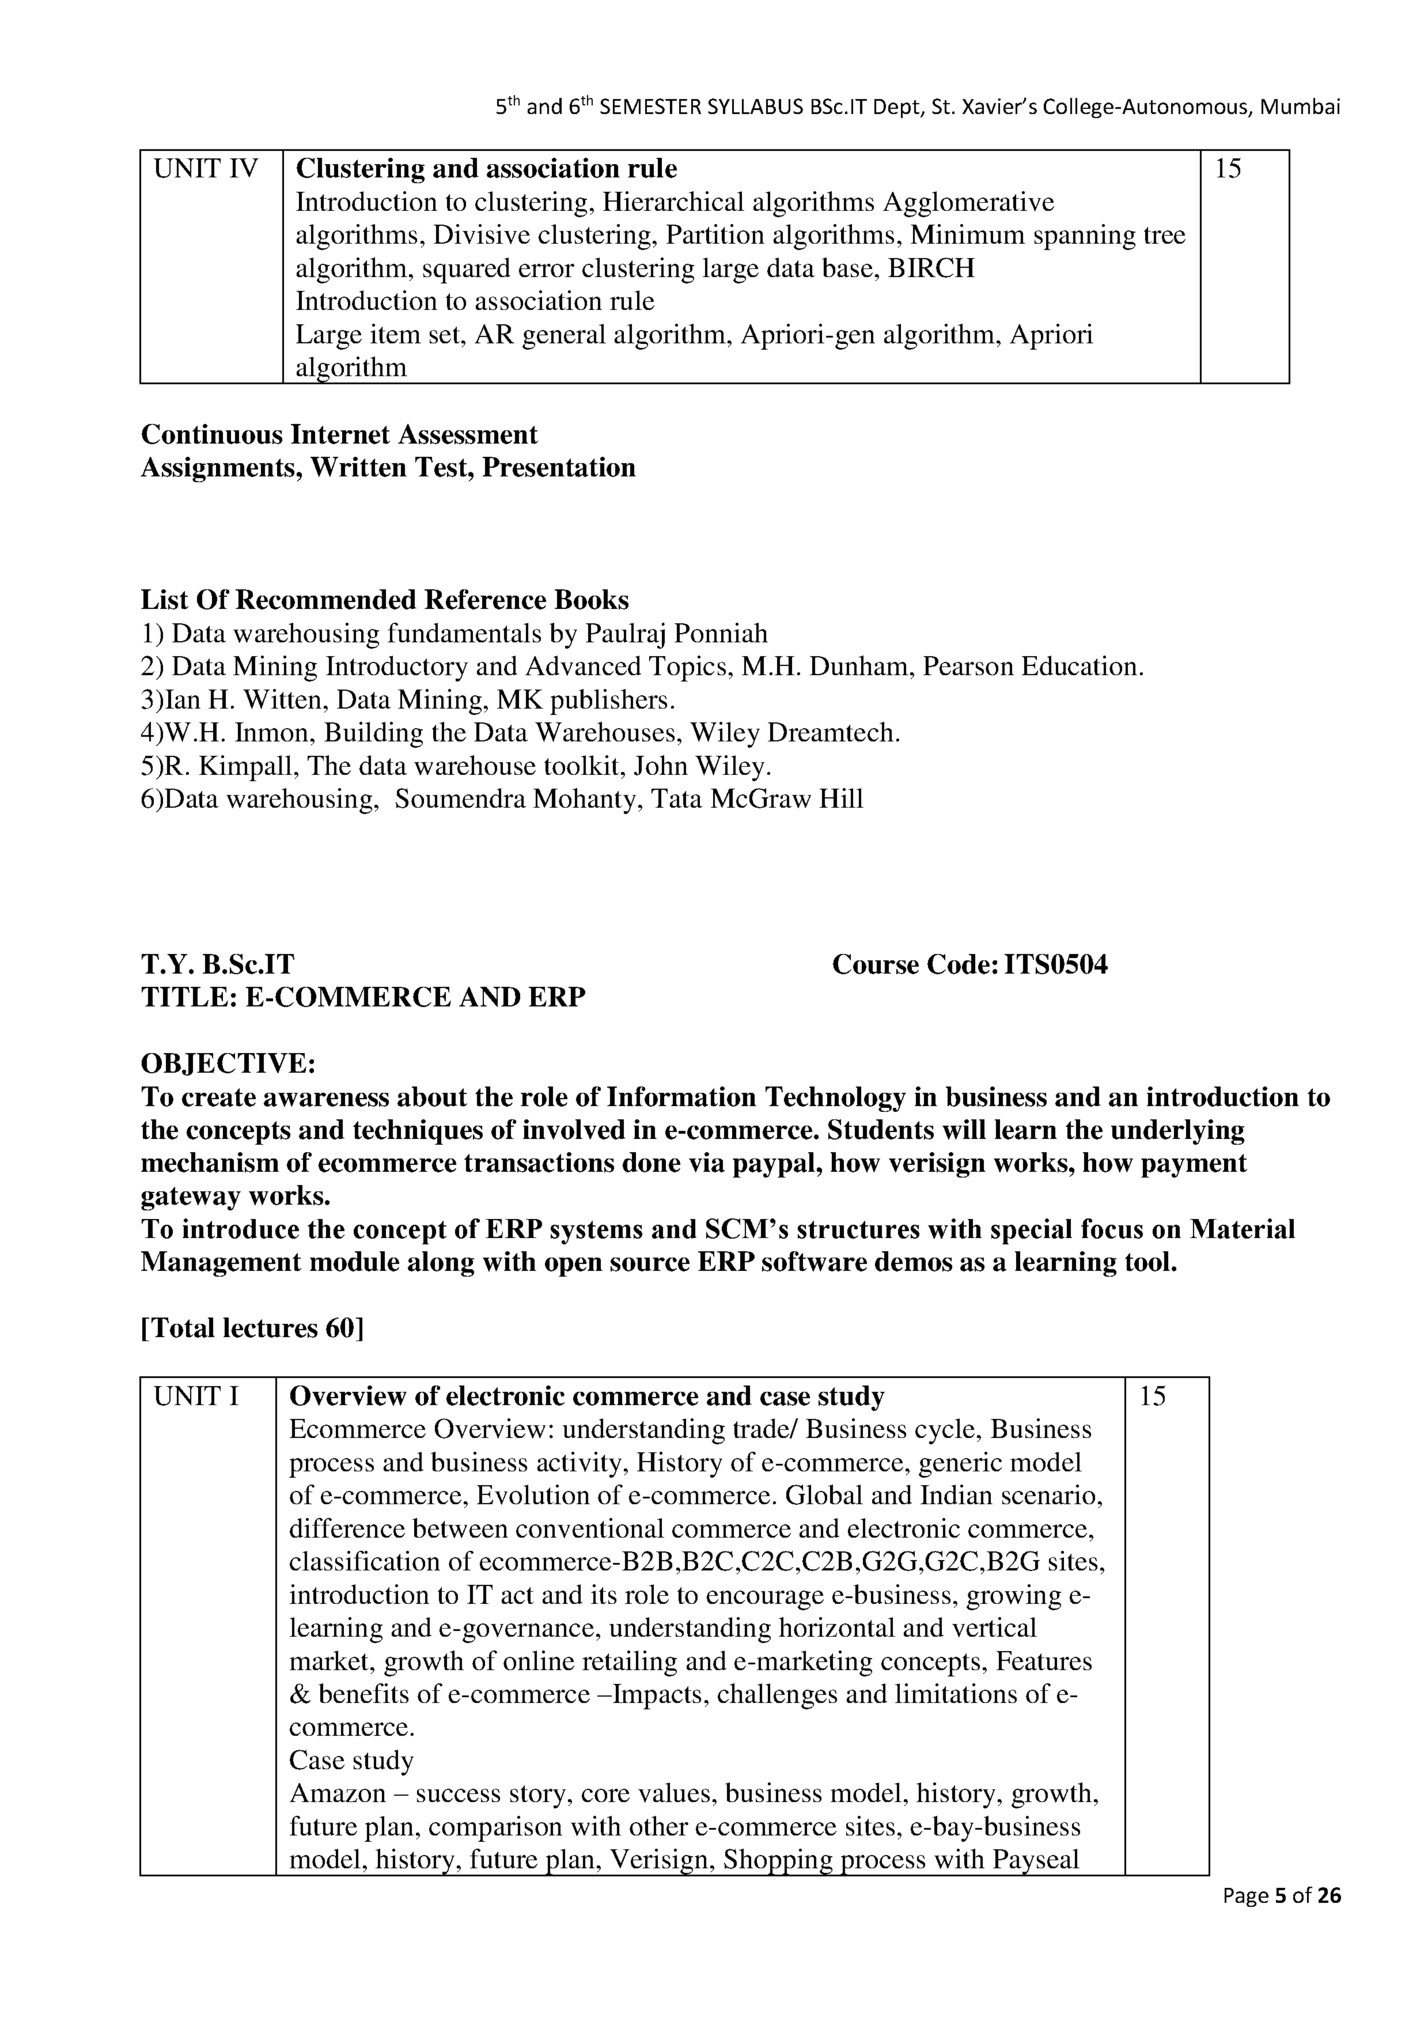 5th and 6th SEMESTER SYLLABUS BSc.IT Dept, St. Xavier’s College-Autonomous, Mumbai
UNIT IV Clustering and association rule 15
Introduction to clustering, Hierarchical algorithms Agglomerative
algorithms, Divisive clustering, Partition algorithms, Minimum spanning tree
algorithm, squared error clustering large data base, BIRCH
Introduction to association rule
Large item set, AR general algorithm, Apriori-gen algorithm, Apriori
algorithm
Continuous Internet Assessment
Assignments, Written Test, Presentation
List Of Recommended Reference Books
1) Data warehousing fundamentals by Paulraj Ponniah
2) Data Mining Introductory and Advanced Topics, M.H. Dunham, Pearson Education.
3)Ian H. Witten, Data Mining, MK publishers.
4)W.H. Inmon, Building the Data Warehouses, Wiley Dreamtech.
5)R. Kimpall, The data warehouse toolkit, John Wiley.
6)Data warehousing,  Soumendra Mohanty, Tata McGraw Hill
T.Y. B.Sc.IT Course Code: ITS0504
TITLE: E-COMMERCE AND ERP
OBJECTIVE:
To create awareness about the role of Information Technology in business and an introduction to
the concepts and techniques of involved in e-commerce. Students will learn the underlying
mechanism of ecommerce transactions done via paypal, how verisign works, how payment
gateway works.
To introduce the concept of ERP systems and SCM’s structures with special focus on Material
Management module along with open source ERP software demos as a learning tool.
[Total lectures 60]
UNIT I Overview of electronic commerce and case study 15
Ecommerce Overview: understanding trade/ Business cycle, Business
process and business activity, History of e-commerce, generic model
of e-commerce, Evolution of e-commerce. Global and Indian scenario,
difference between conventional commerce and electronic commerce,
classification of ecommerce-B2B,B2C,C2C,C2B,G2G,G2C,B2G sites,
introduction to IT act and its role to encourage e-business, growing e-
learning and e-governance, understanding horizontal and vertical
market, growth of online retailing and e-marketing concepts, Features
& benefits of e-commerce –Impacts, challenges and limitations of e-
commerce.
Case study
Amazon – success story, core values, business model, history, growth,
future plan, comparison with other e-commerce sites, e-bay-business
model, history, future plan, Verisign, Shopping process with Payseal
Page 5 of 26